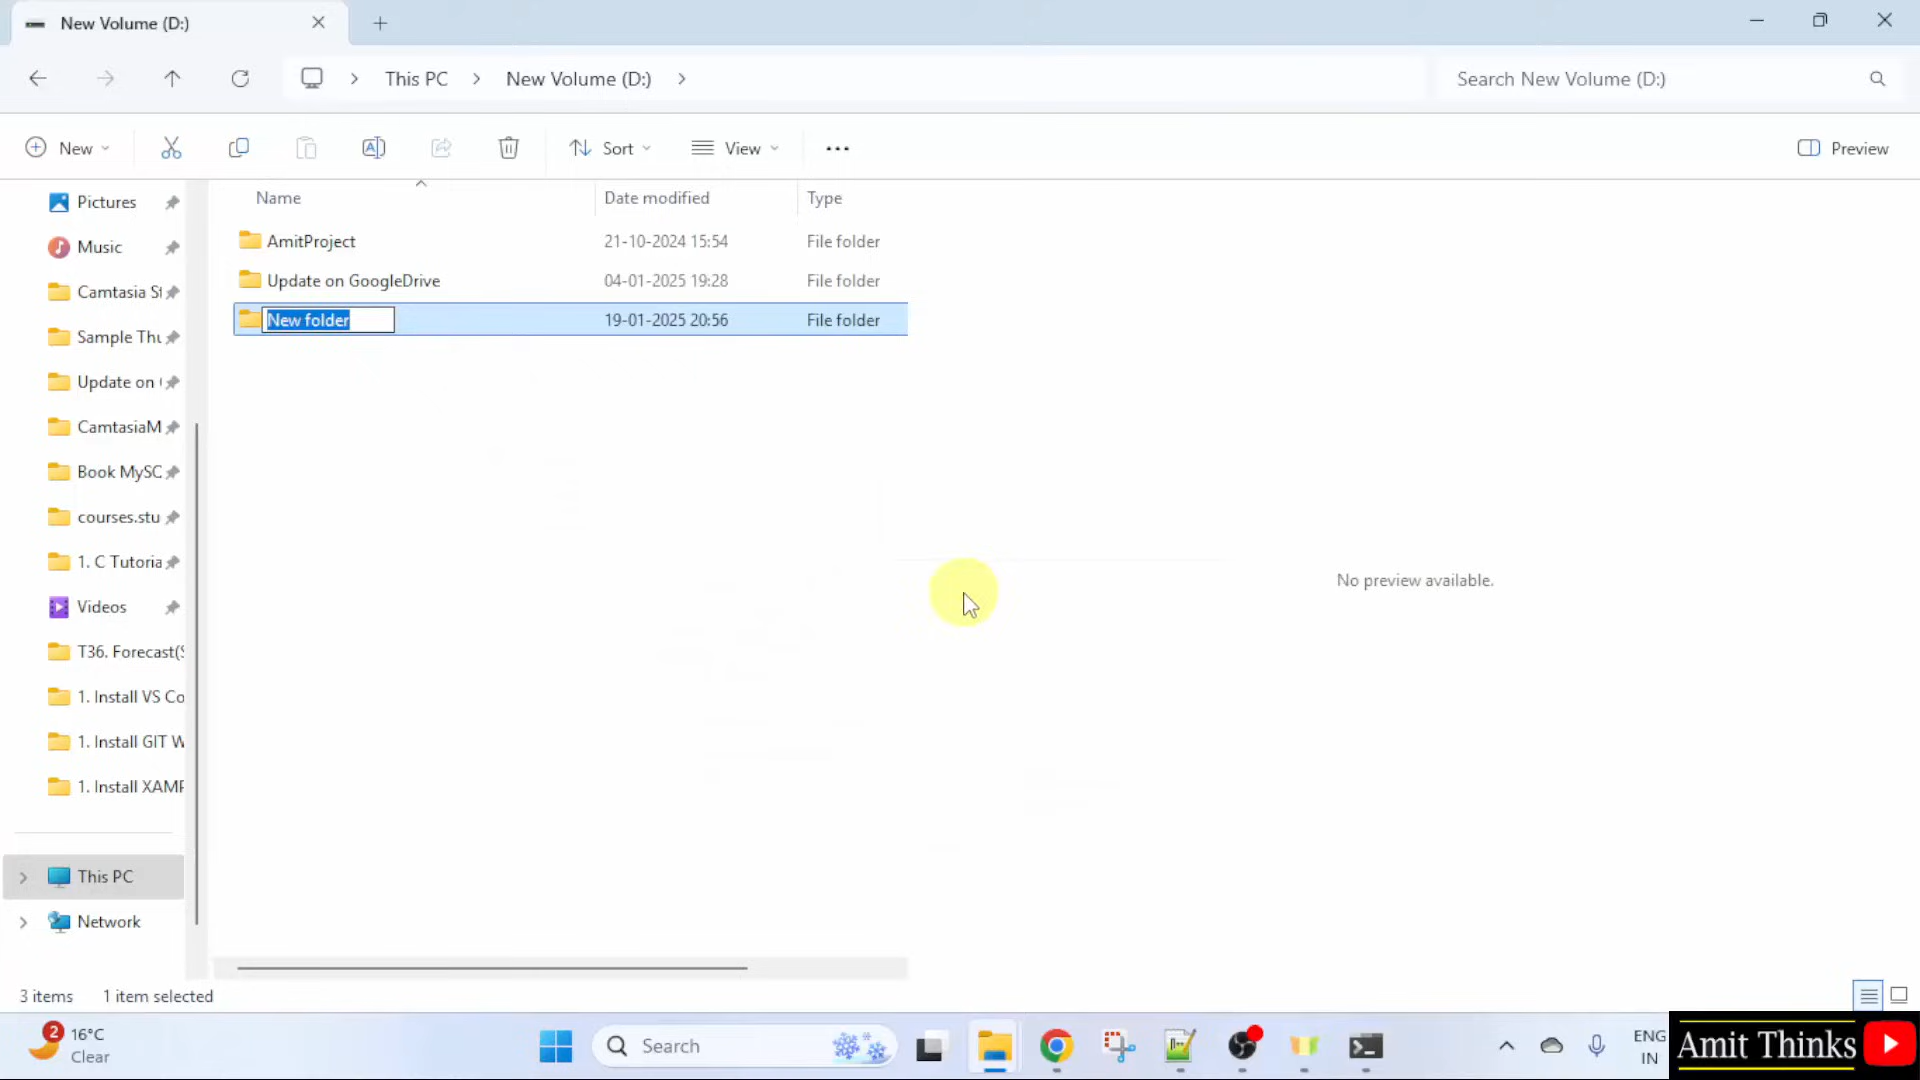 New Volume (D:)
This PC
New Volume (D:)
Search New Volume (D:)
New
Sort
View
Preview
Name
Date modified
Type
Pictures
AmitProject
21-10-2024 15:54
File folder
Music
Update on GoogleDrive
04-01-2025 19:28
File folder
Camtasia St
New folder
19-01-2025 20:56
File folder
Sample Thu
Update on
CamtasiaM
Book MySC
courses.stu
1. C Tutoria
Videos
No preview available.
T36. Forecast(S
1. Install VS Co
1. Install GIT W
1. Install XAMP
This PC
Network
3 items
1 item selected
2
16°C
Clear
Search
ENG
IN
Amit Thinks